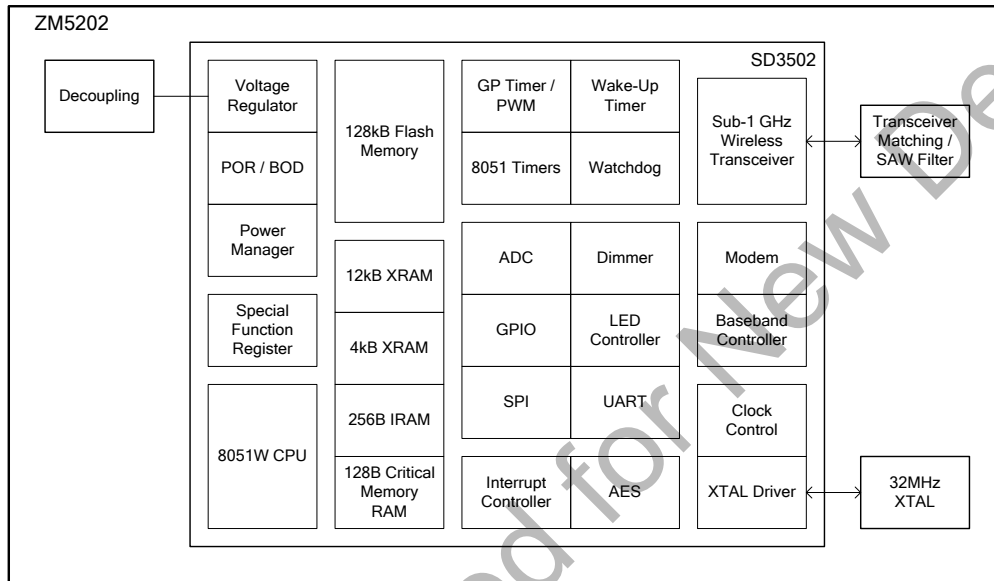 ZM5202
SD3502
Decoupling
Voltage
Regulator
POR / BOD
Power
Manager
Special
Function
Register
8051W CPU
128kB Flash
Memory
12kB XRAM
4kB XRAM
256B IRAM
128B Critical
Memory
RAM
GP Timer /
PWM
Wake-Up
Timer
8051 Timers
Watchdog
ADC
Dimmer
GPIO
LED
Controller
SPI
UART
Interrupt
Controller
AES
Sub-1 GHz
Wireless
Transceiver
Modem
Baseband
Controller
Clock
Control
XTAL Driver
Transceiver
Matching /
SAW Filter
32MHz
XTAL
for New